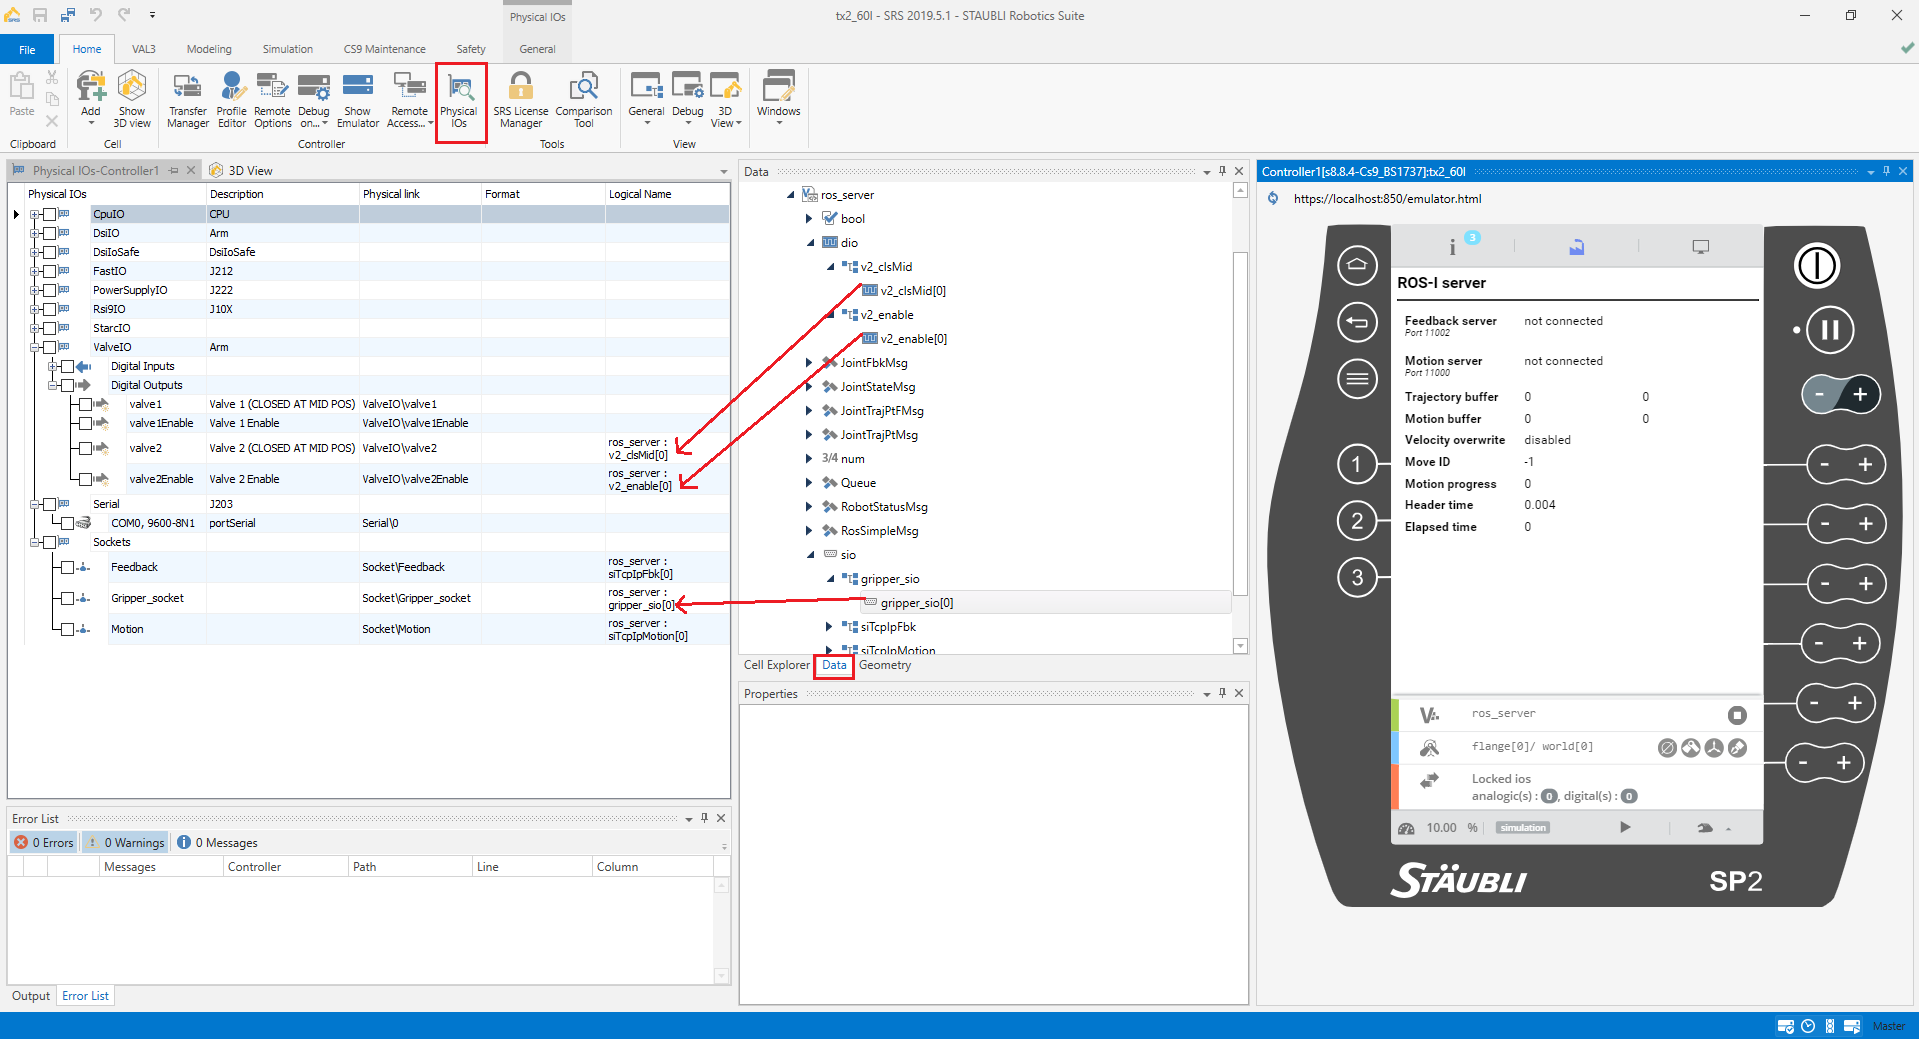 Physical IOs
tx2_60l - SRS 2019.5.1 - STAUBLI Robotics Suite
File
Home
VAL3
Modeling
Simulation
CS9 Maintenance
Safety
General
Paste
Add
Show
3D view
Transfer
Manager
Profile
Editor
Remote
Options
Debug
on...
Show
Emulator
Remote
Access...
Physical
IOs
SRS License
Manager
Comparison
Tool
General
Debug
3D
View
Windows
Clipboard
Cell
Controller
Tools
View
Physical IOs-Controller1
3D View
Physical IOs Description Physical link Format Logical Name
CpuIO CPU
DsiIO Arm
DsiIoSafe DsiIoSafe
FastIO J212
PowerSupplyIO J222
Rsi9IO J10X
StarcIO
ValveIO Arm
Digital Inputs
Digital Outputs
valve1 Valve 1 (CLOSED AT MID POS) ValveIO\valve1
valve1Enable Valve 1 Enable ValveIO\valve1Enable
valve2 Valve 2 (CLOSED AT MID POS) ValveIO\valve2
ros_server :
v2_clsMid[0]
valve2Enable Valve 2 Enable ValveIO\valve2Enable
ros_server :
v2_enable[0]
Serial J203
COM0, 9600-8N1 portSerial Serial\0
Sockets
Feedback Socket\Feedback
ros_server :
siTcpIpFbk[0]
Gripper_socket Socket\Gripper_socket
ros_server :
gripper_sio[0]
Motion Socket\Motion
ros_server :
siTcpIpMotion[0]
Data
ros_server
bool
dio
v2_clsMid
v2_clsMid[0]
v2_enable
v2_enable[0]
JointFbkMsg
JointStateMsg
JointTrajPtFMsg
JointTrajPtMsg
3/4 num
Queue
RobotStatusMsg
RosSimpleMsg
sio
gripper_sio
gripper_sio[0]
siTcpIpFbk
siTcpIpMotion
Cell Explorer Data Geometry
Properties
Error List
0 Errors 0 Warnings 0 Messages
Messages Controller Path Line Column
Output Error List
Controller1[s8.8.4-Cs9_BS1737]:tx2_60l
https://localhost:850/emulator.html
i
3
ROS-I server
Feedback server not connected
Port 11002
Motion server not connected
Port 11000
Trajectory buffer 0 0
Motion buffer 0 0
Velocity overwrite disabled
Move ID -1
Motion progress 0
Header time 0.004
Elapsed time 0
1
2
3
- +
- +
- +
- +
- +
- +
- +
ros_server
flange[0]/ world[0]
Locked ios
analogic(s) : 0 , digital(s) : 0
10.00 % simulation
STÄUBLI
SP2
Master